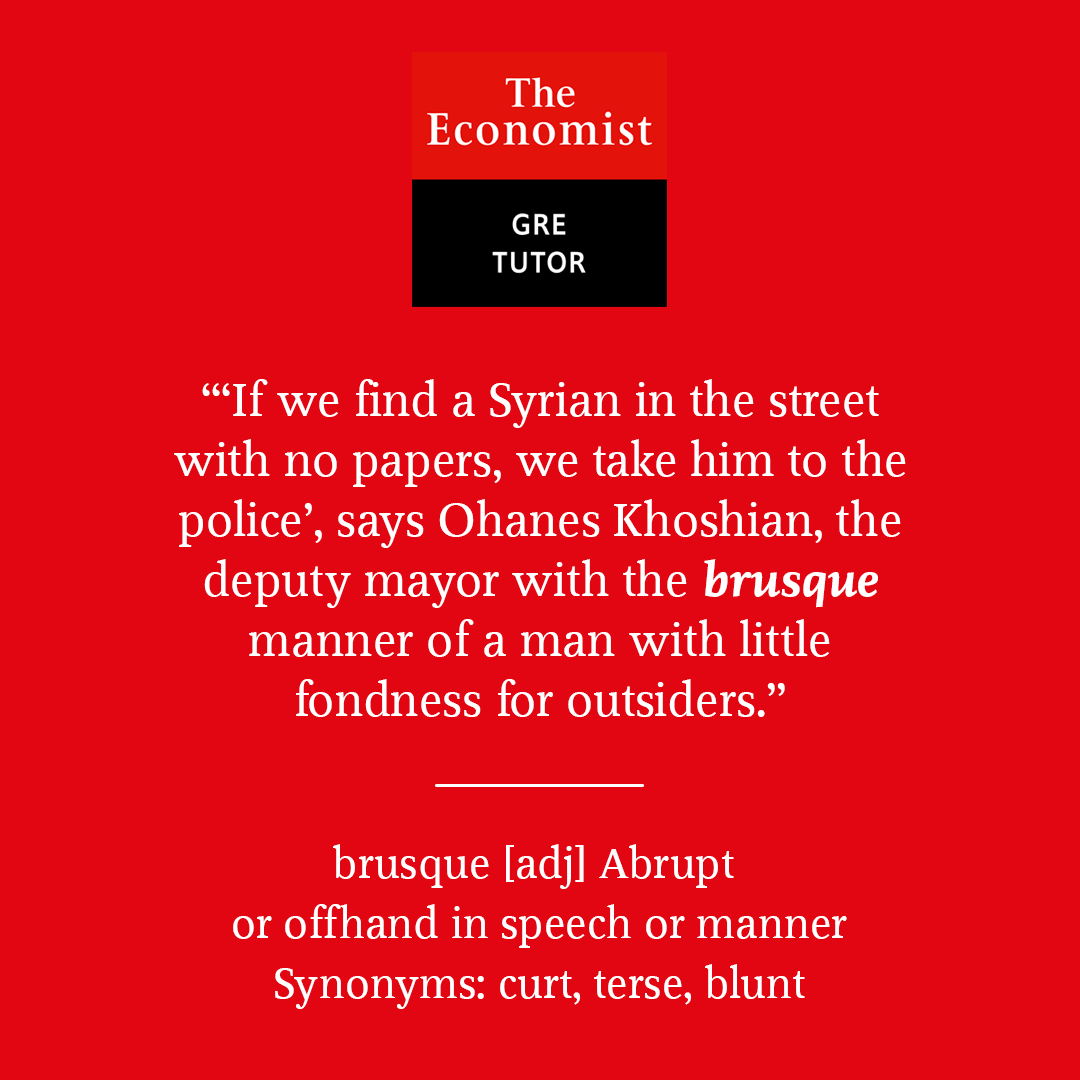 The
Economist
GRE
TUTOR
“‘If we find a Syrian in the street
with no papers, we take him to the
police’, says Ohanes Khoshian, the
deputy mayor with the brusque
manner of a man with little
fondness for outsiders.”
brusque [adj] Abrupt
or offhand in speech or manner
Synonyms: curt, terse, blunt